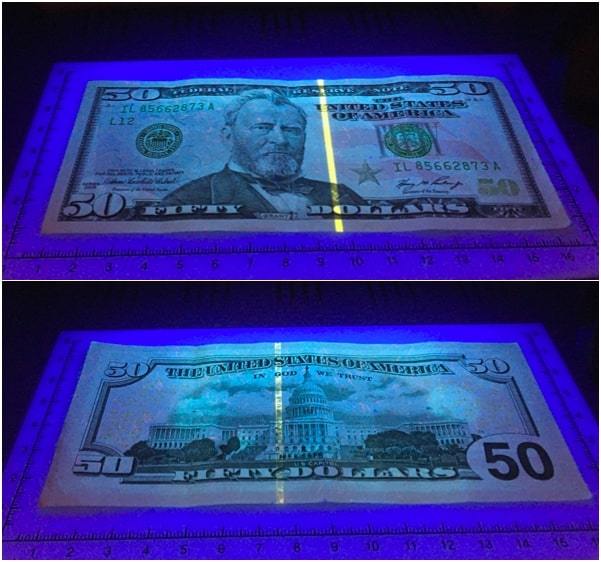 50 FEDERAL RESERVE NOTE 50
THE
IL 85662873 A
UNITED STATES
L12
OF AMERICA
IL 85662873 A
50
50 FIFTY GRANT DOLLARS
1 2 3 4 5 6 7 8 9 10 11 12 13 14 15 16
50 THE UNITED STATES OF AMERICA 50
IN GOD WE TRUST
U.S. CAPITOL
50 FIFTY DOLLARS 50
1 2 3 4 5 6 7 8 9 10 11 12 13 14 15